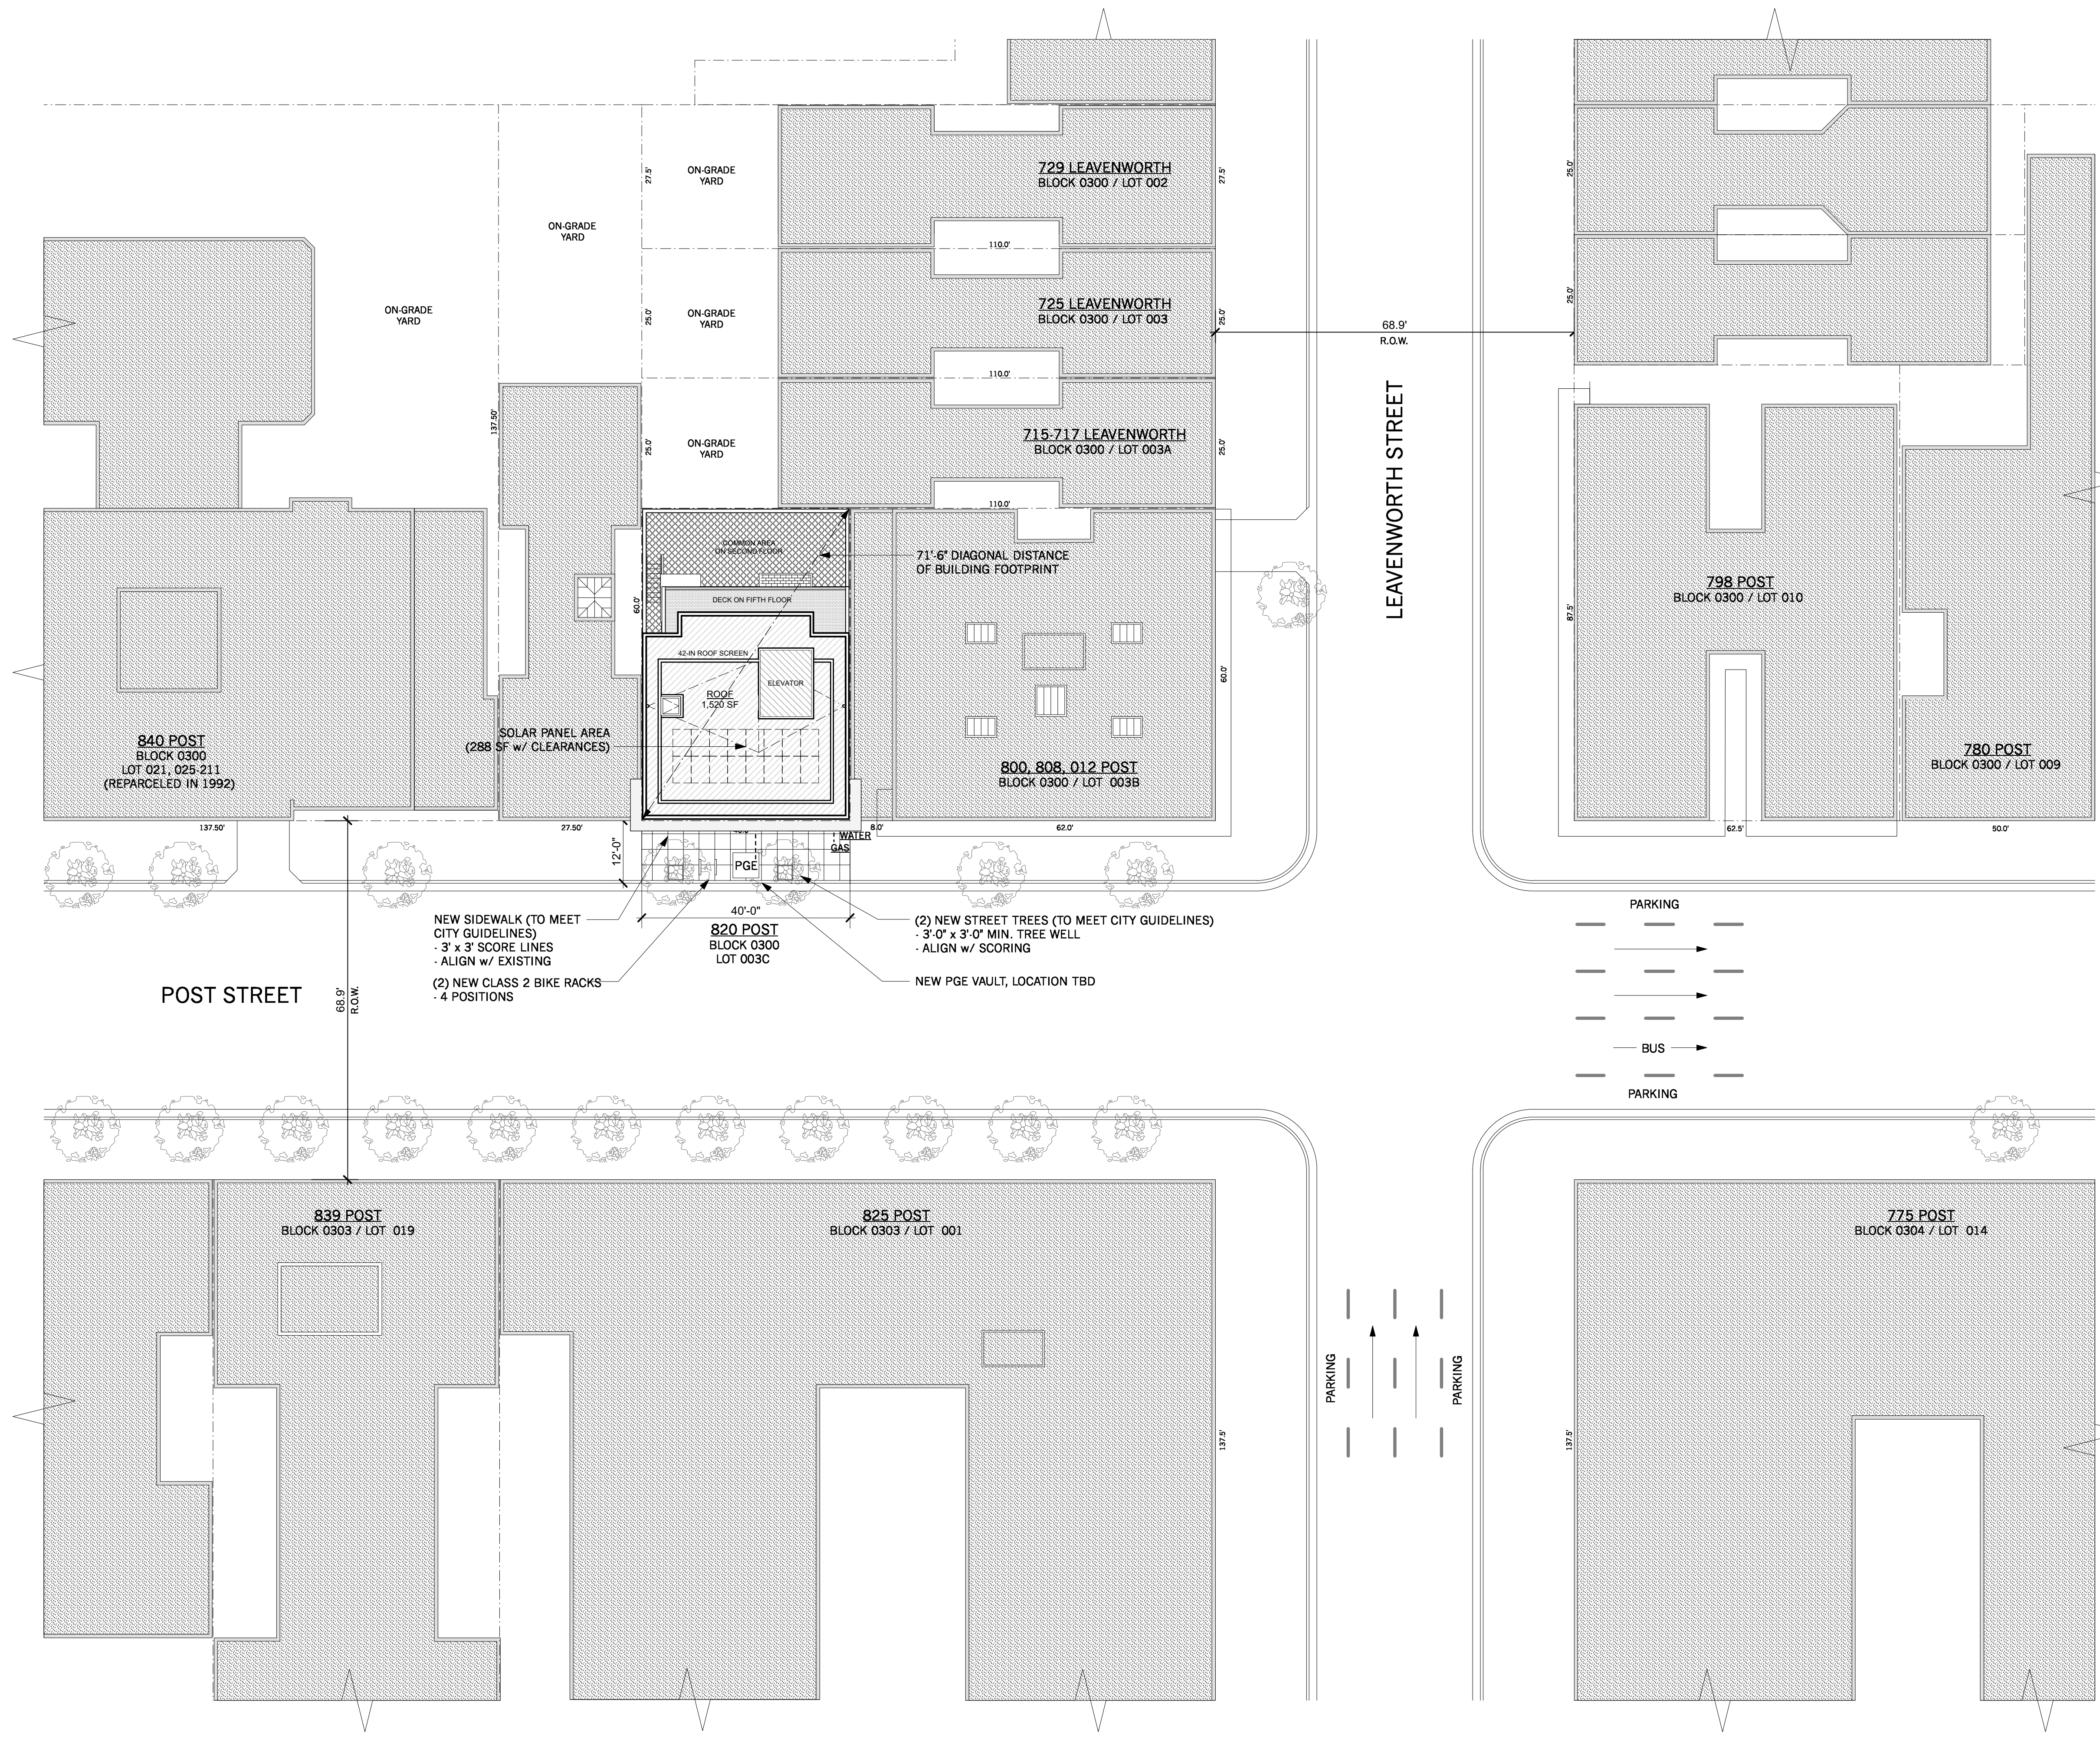 729 LEAVENWORTH
BLOCK 0300 / LOT 002
27.5'
27.5'
ON-GRADE
YARD
110.0'
ON-GRADE
YARD
ON-GRADE
YARD
725 LEAVENWORTH
BLOCK 0300 / LOT 003
25.0'
25.0'
ON-GRADE
YARD
110.0'
715-717 LEAVENWORTH
BLOCK 0300 / LOT 003A
25.0'
25.0'
ON-GRADE
YARD
110.0'
137.50'
68.9'
R.O.W.
LEAVENWORTH STREET
25.0'
25.0'
COMMON AREA
ON SECOND FLOOR
71'-6" DIAGONAL DISTANCE
OF BUILDING FOOTPRINT
DECK ON FIFTH FLOOR
60.0'
42-IN ROOF SCREEN
ELEVATOR
ROOF
1,520 SF
SOLAR PANEL AREA
(288 SF w/ CLEARANCES)
60.0'
87.5'
798 POST
BLOCK 0300 / LOT 010
840 POST
BLOCK 0300
LOT 021, 025-211
(REPARCELED IN 1992)
800, 808, 012 POST
BLOCK 0300 / LOT 003B
780 POST
BLOCK 0300 / LOT 009
137.50'
27.50'
8.0'
62.0'
62.5'
50.0'
12'-0"
WATER
GAS
PGE
40'-0"
820 POST
BLOCK 0300
LOT 003C
NEW SIDEWALK (TO MEET
CITY GUIDELINES)
- 3' x 3' SCORE LINES
- ALIGN w/ EXISTING
(2) NEW CLASS 2 BIKE RACKS
- 4 POSITIONS
(2) NEW STREET TREES (TO MEET CITY GUIDELINES)
- 3'-0" x 3'-0" MIN. TREE WELL
- ALIGN w/ SCORING
NEW PGE VAULT, LOCATION TBD
POST STREET
68.9'
R.O.W.
PARKING
BUS
PARKING
839 POST
BLOCK 0303 / LOT 019
825 POST
BLOCK 0303 / LOT 001
775 POST
BLOCK 0304 / LOT 014
137.5'
PARKING
PARKING
137.5'